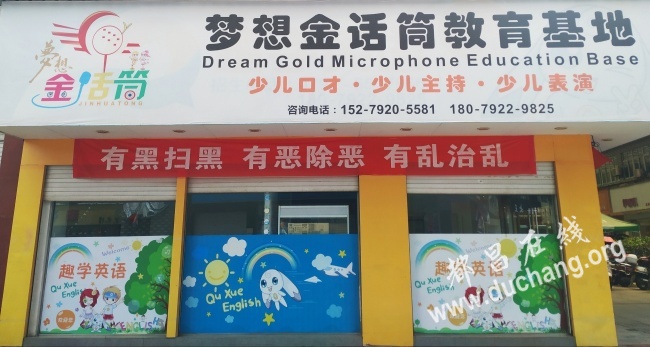 梦想金话筒教育基地
Dream Gold Microphone Education Base
少儿口才·少儿主持·少儿表演
咨询电话：152-7920-5581 180-7922-9825
夢想
金话筒
JINHUATONG
有黑扫黑 有恶除恶 有乱治乱
Welcome
趣学英语
Qu Xue
English
Qu Xue
English
趣学英语
Qu Xue
English
ENGLISH
都昌在线
www.duchang.org